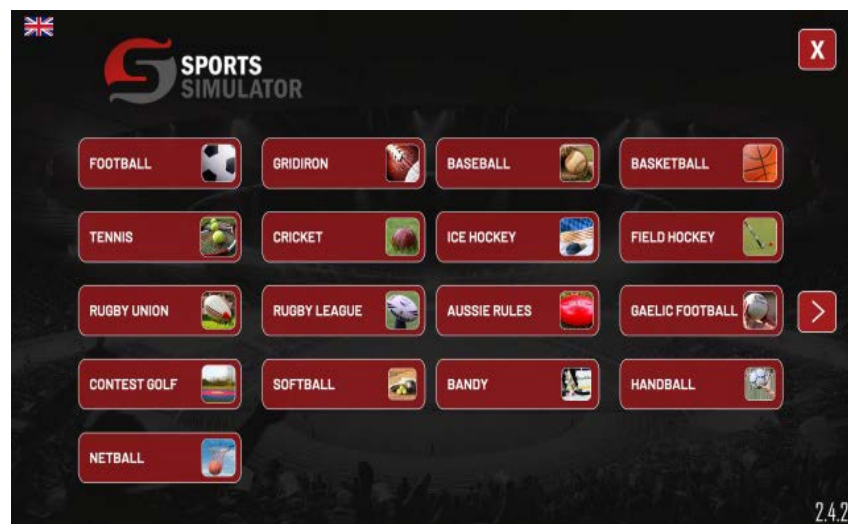 SPORTS
SIMULATOR
X
FOOTBALL
GRIDIRON
BASEBALL
BASKETBALL
TENNIS
CRICKET
ICE HOCKEY
FIELD HOCKEY
RUGBY UNION
RUGBY LEAGUE
AUSSIE RULES
GAELIC FOOTBALL
>
CONTEST GOLF
SOFTBALL
BANDY
HANDBALL
NETBALL
2.4.2